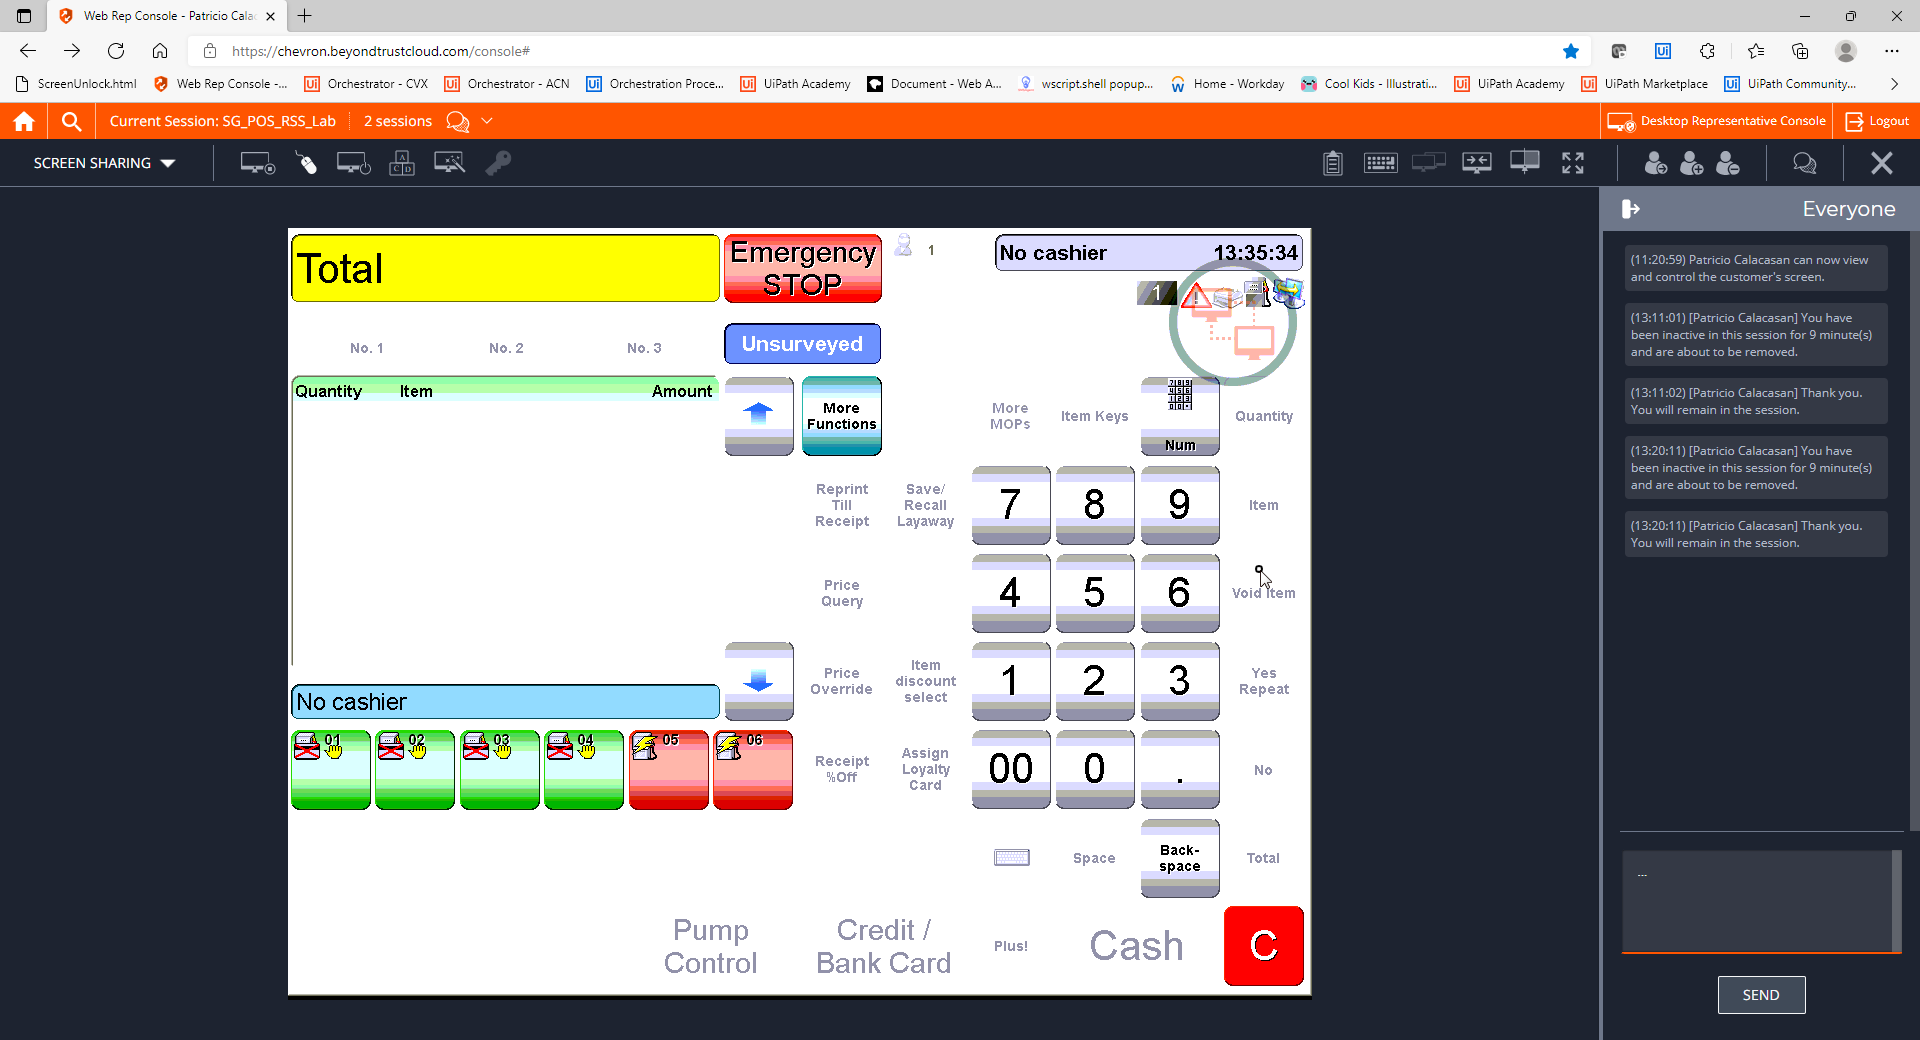 Web Rep Console - Patricio Cala
https://chevron.beyondtrustcloud.com/console#
ScreenUnlock.html
Web Rep Console -...
Orchestrator - CVX
Orchestrator - ACN
Orchestration Proce...
UiPath Academy
Document - Web A...
wscript.shell popup...
Home - Workday
Cool Kids - Illustrati...
UiPath Academy
UiPath Marketplace
UiPath Community...
Current Session: SG_POS_RSS_Lab
2 sessions
Desktop Representative Console
Logout
SCREEN SHARING
Everyone
(11:20:59) Patricio Calacasan can now view
and control the customer's screen.
(13:11:01) [Patricio Calacasan] You have
been inactive in this session for 9 minute(s)
and are about to be removed.
(13:11:02) [Patricio Calacasan] Thank you.
You will remain in the session.
(13:20:11) [Patricio Calacasan] You have
been inactive in this session for 9 minute(s)
and are about to be removed.
(13:20:11) [Patricio Calacasan] Thank you.
You will remain in the session.
...
SEND
Total
Emergency
STOP
1
No cashier 13:35:34
1
No. 1 No. 2 No. 3
Unsurveyed
Quantity Item Amount
More
Functions
More
MOPs
Item Keys
Num
Quantity
Reprint
Till
Receipt
Save/
Recall
Layaway
7 8 9
Item
Price
Query
4 5 6
Void Item
Price
Override
Item
discount
select
1 2 3
Yes
Repeat
No cashier
01 02 03 04 05 06
Receipt
%Off
Assign
Loyalty
Card
00 0 .
No
Space
Back-
space
Total
Pump
Control
Credit /
Bank Card
Plus!
Cash
C